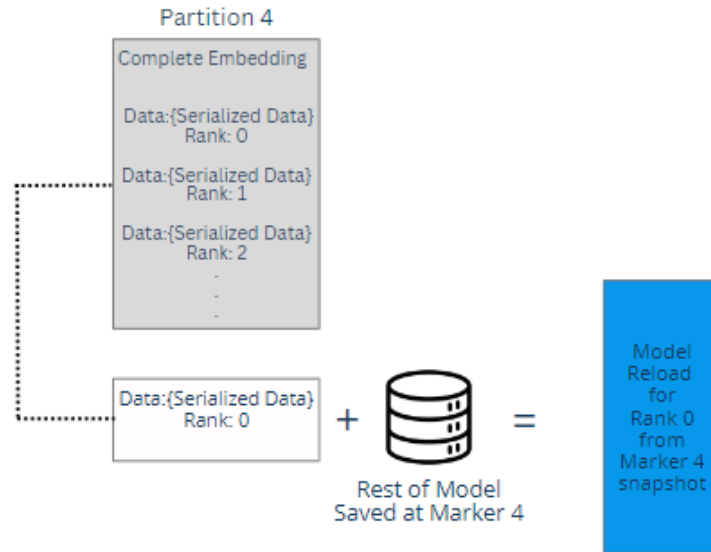 Partition 4
Complete Embedding
Data:{Serialized Data}
Rank: 0
Data:{Serialized Data}
Rank: 1
Data:{Serialized Data}
Rank: 2
.
.
.
Data:{Serialized Data}
Rank: 0
+
=
Rest of Model
Saved at Marker 4
Model
Reload
for
Rank 0
from
Marker 4
snapshot